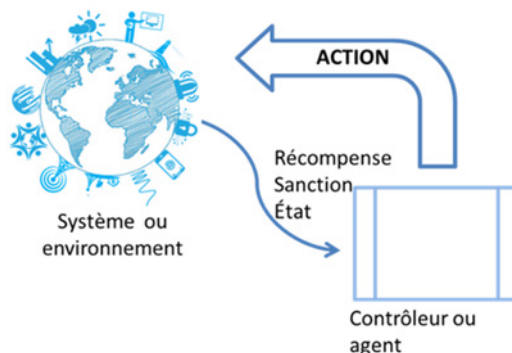 ACTION
Récompense
Sanction
État
Système ou
environnement
Contrôleur ou
agent